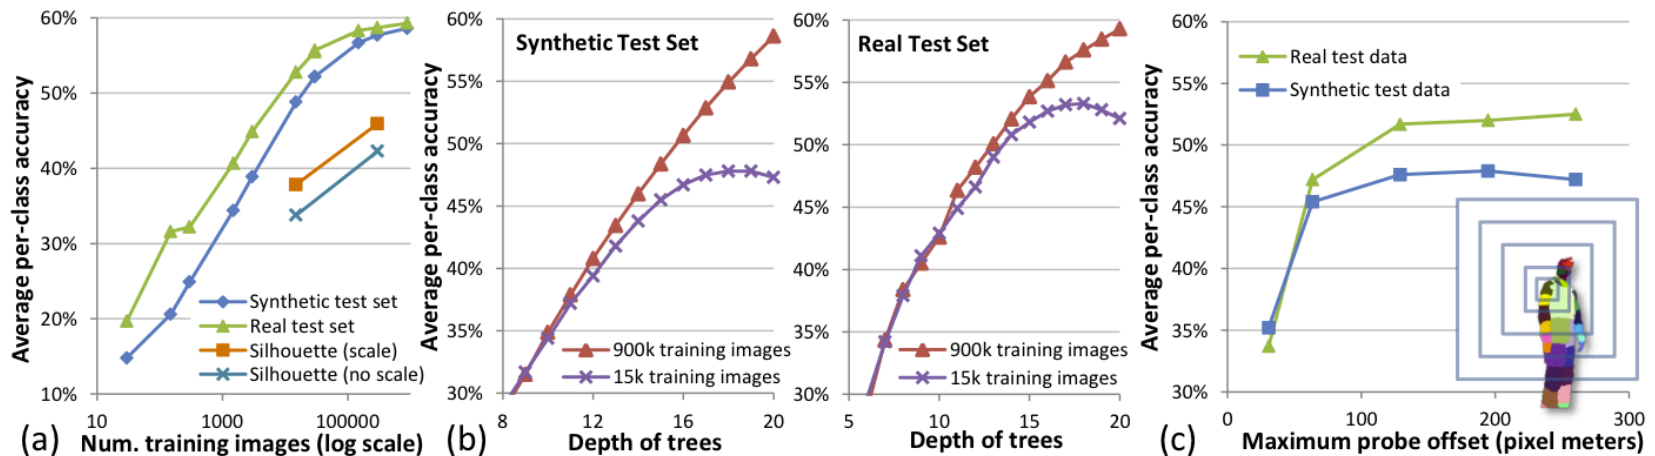 Average per-class accuracy
60%
50%
40%
30%
20%
10%
Synthetic test set
Real test set
Silhouette (scale)
Silhouette (no scale)
10
1000
100000
(a)
Num. training images (log scale)
Average per-class accuracy
60%
55%
50%
45%
40%
35%
30%
Synthetic Test Set
900k training images
15k training images
8
12
16
20
(b)
Depth of trees
60%
55%
50%
45%
40%
35%
30%
Real Test Set
900k training images
15k training images
5
10
15
20
Depth of trees
Average per-class accuracy
60%
55%
50%
45%
40%
35%
30%
Real test data
Synthetic test data
0
100
200
300
(c)
Maximum probe offset (pixel meters)